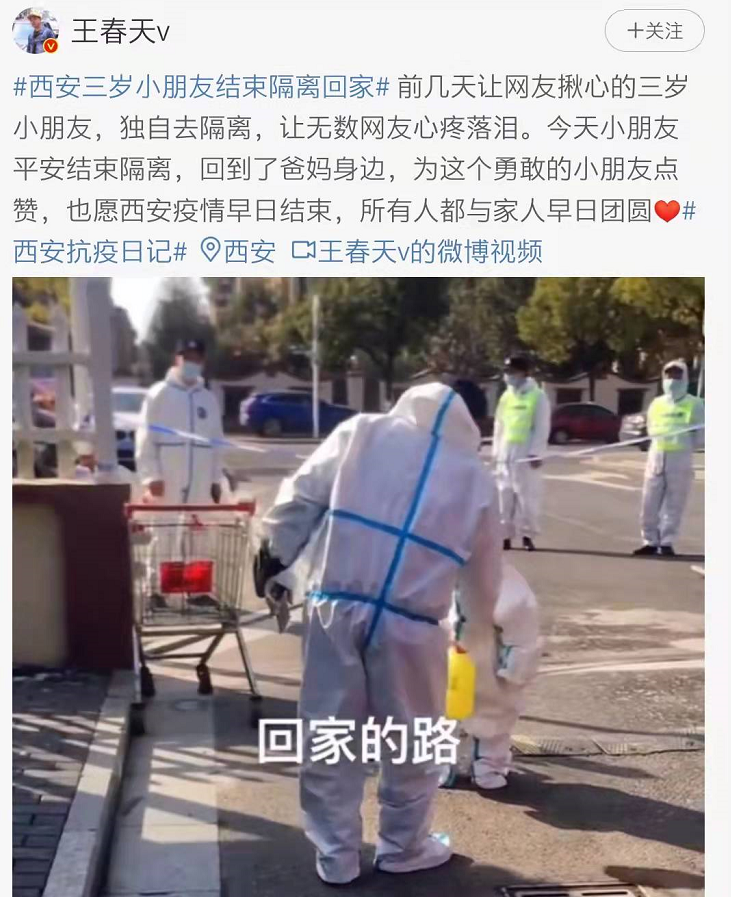 王春天v
+关注
#西安三岁小朋友结束隔离回家# 前几天让网友揪心的三岁
小朋友，独自去隔离，让无数网友心疼落泪。今天小朋友
平安结束隔离，回到了爸妈身边，为这个勇敢的小朋友点
赞，也愿西安疫情早日结束，所有人都与家人早日团圆❤️#
西安抗疫日记# 西安 王春天v的微博视频
回家的路